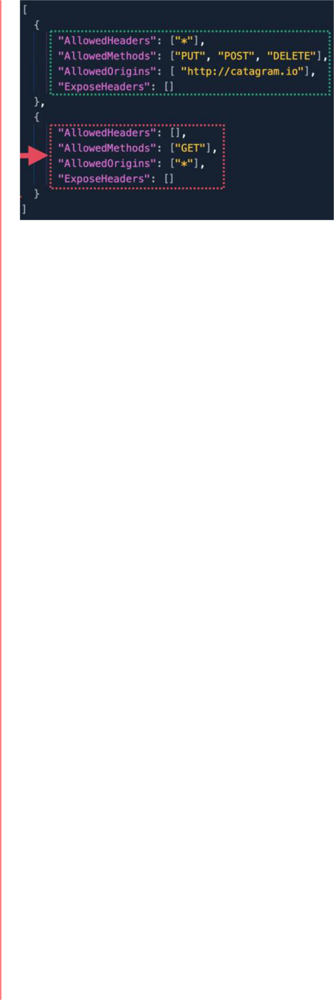 [
{
"AllowedHeaders": ["*"],
"AllowedMethods": ["PUT", "POST", "DELETE"],
"AllowedOrigins": [ "http://catagram.io"],
"ExposeHeaders": []
},
{
"AllowedHeaders": [],
"AllowedMethods": ["GET"],
"AllowedOrigins": ["*"],
"ExposeHeaders": []
}
]